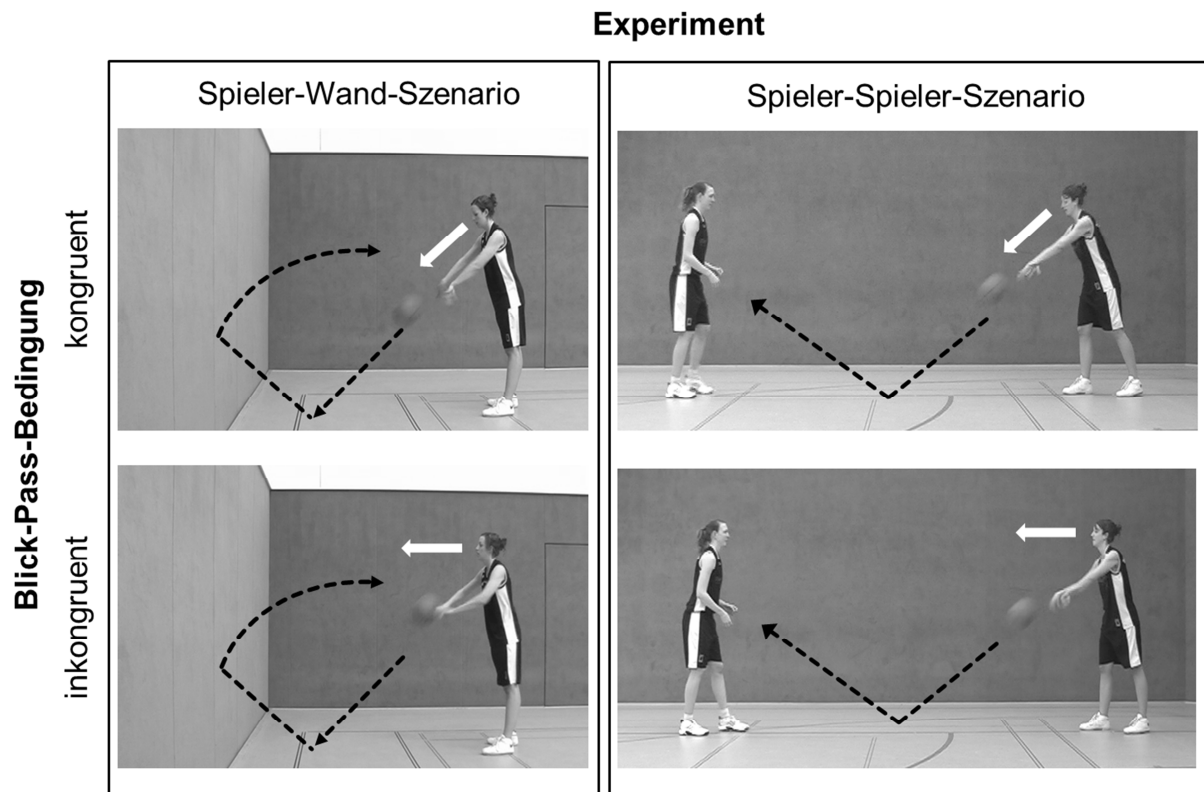 Experiment
Spieler-Wand-Szenario
Spieler-Spieler-Szenario
Blick-Pass-Bedingung
kongruent
inkongruent